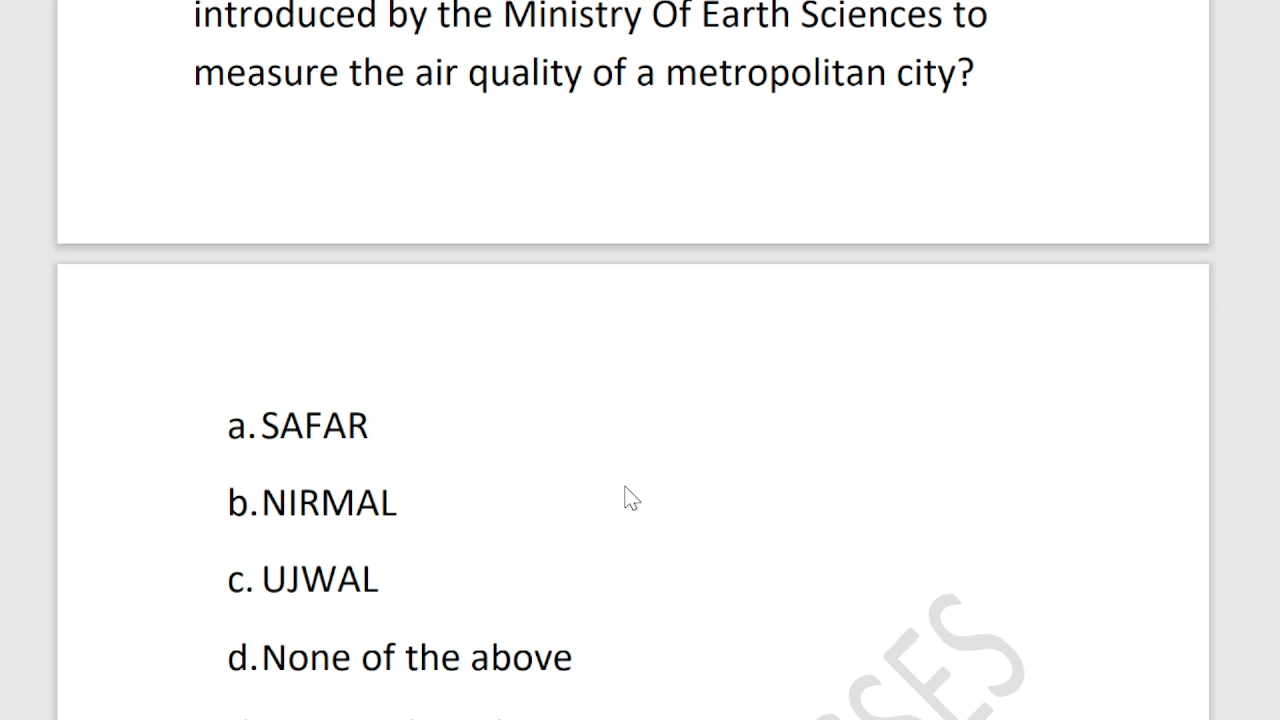 introduced by the Ministry Of Earth Sciences to
measure the air quality of a metropolitan city?
a. SAFAR
b. NIRMAL
c. UJWAL
d. None of the above